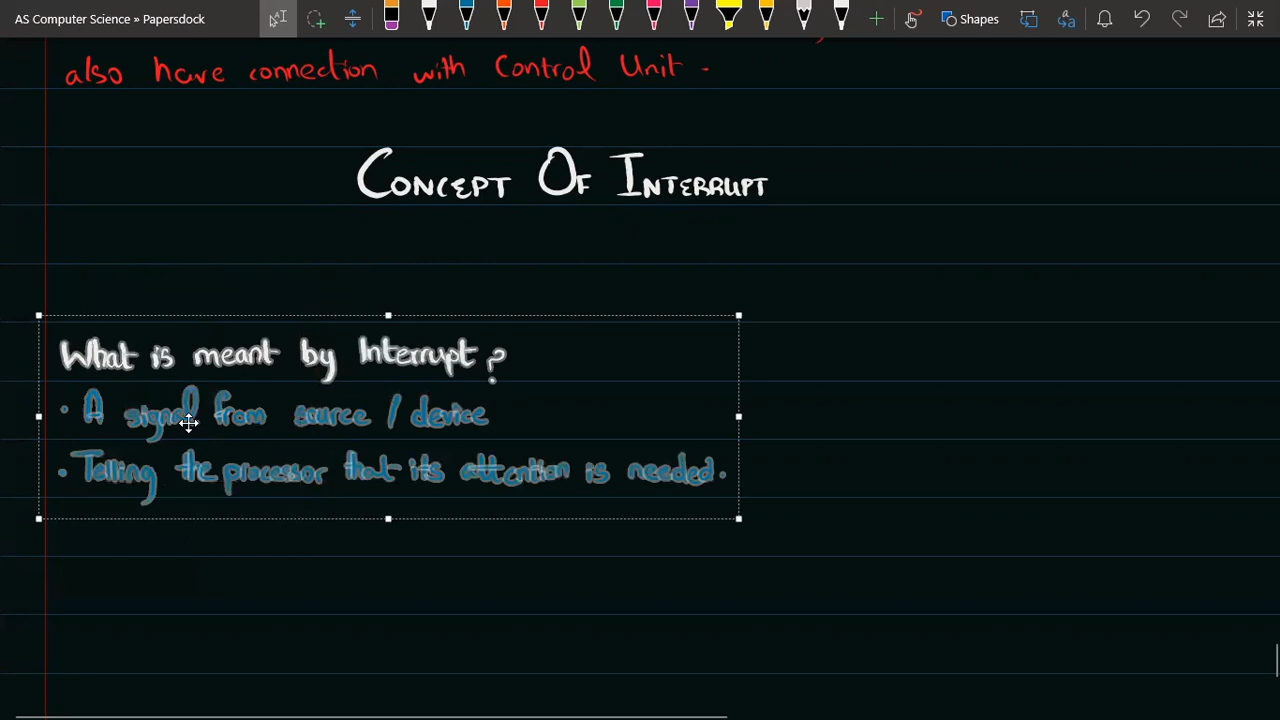 AS Computer Science » Papersdock
Shapes
also have connection with Control Unit.
CONCEPT OF INTERRUPT
What is meant by Interrupt?
• A signal from source / device
• Telling the processor that its attention is needed.